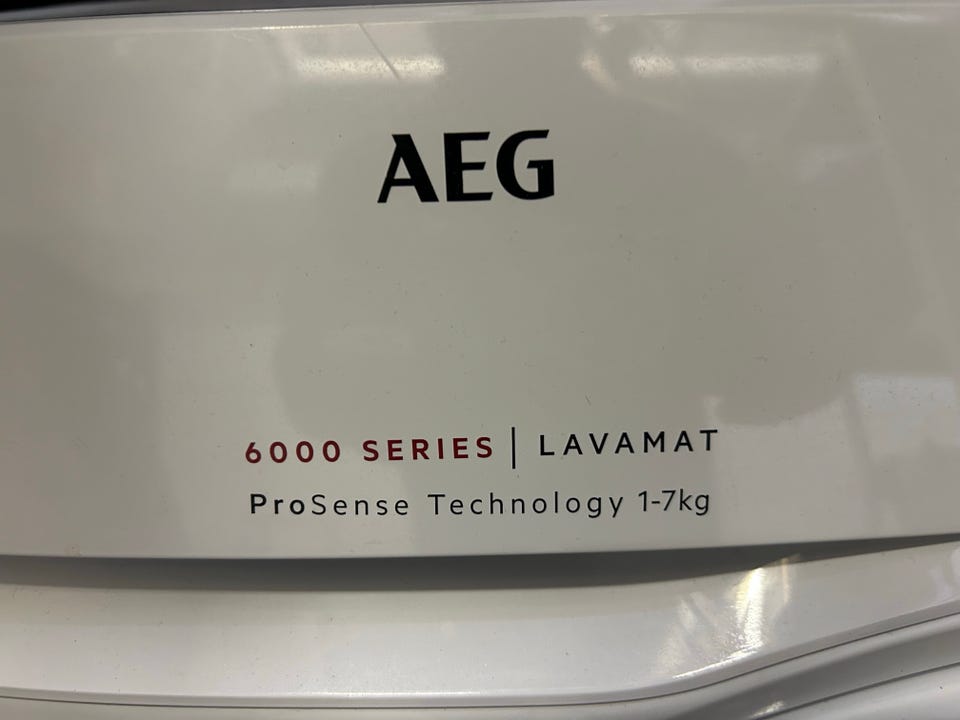 AEG
6000 SERIES | LAVAMAT
ProSense Technology 1-7kg